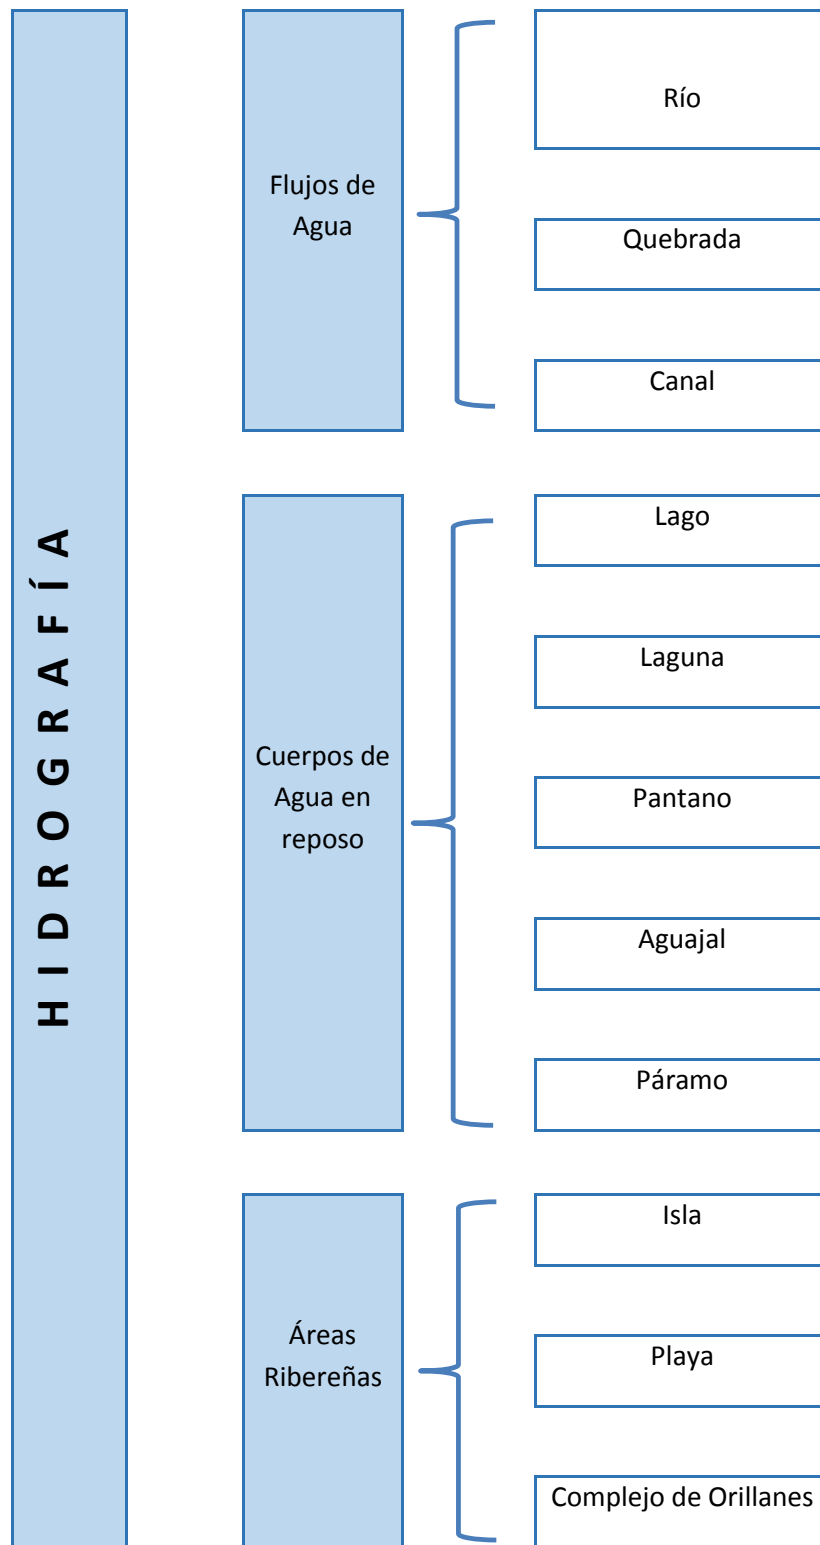 HIDROGRAFÍA
Flujos de
Agua
Río
Quebrada
Canal
Cuerpos de
Agua en
reposo
Lago
Laguna
Pantano
Aguajal
Páramo
Áreas
Ribereñas
Isla
Playa
Complejo de Orillanes